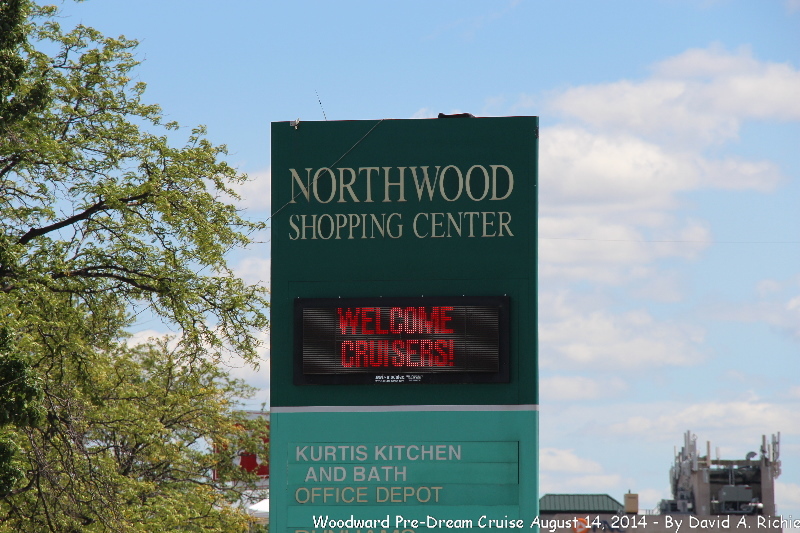 NORTHWOOD
SHOPPING CENTER
WELCOME
CRUISERS!
KURTIS KITCHEN
AND BATH
OFFICE DEPOT
DUNHAMS
Woodward Pre-Dream Cruise August 14, 2014 - By David A. Richie